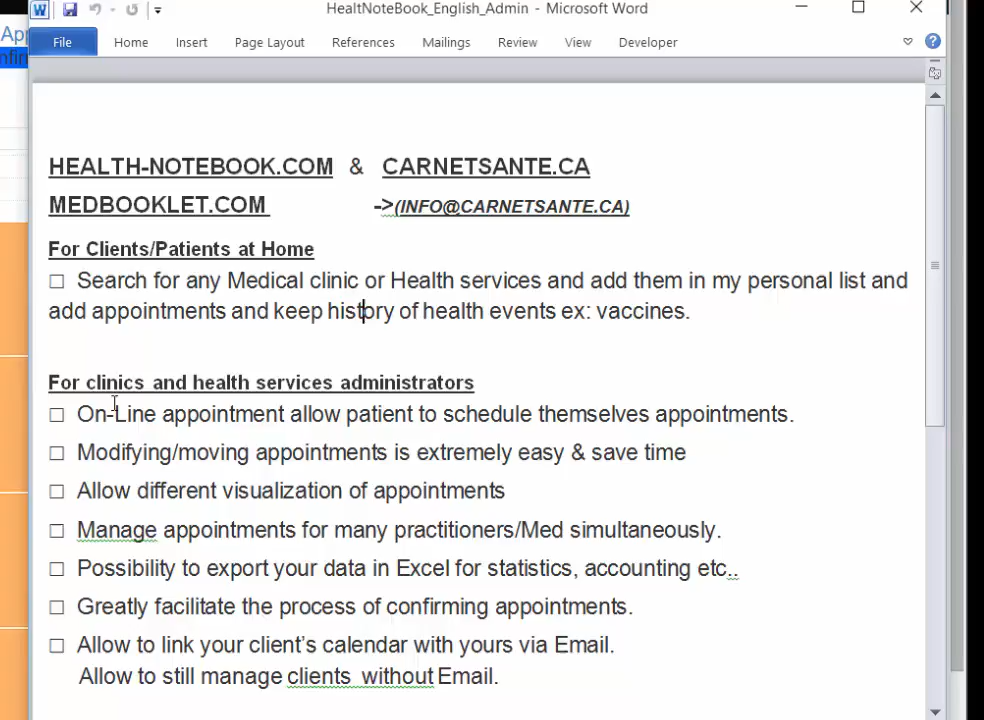 HealtNoteBook_English_Admin - Microsoft Word
File Home Insert Page Layout References Mailings Review View Developer
HEALTH-NOTEBOOK.COM & CARNETSANTE.CA
MEDBOOKLET.COM ->(INFO@CARNETSANTE.CA)
For Clients/Patients at Home
□ Search for any Medical clinic or Health services and add them in my personal list and
add appointments and keep history of health events ex: vaccines.
For clinics and health services administrators
□ On-Line appointment allow patient to schedule themselves appointments.
□ Modifying/moving appointments is extremely easy & save time
□ Allow different visualization of appointments
□ Manage appointments for many practitioners/Med simultaneously.
□ Possibility to export your data in Excel for statistics, accounting etc..
□ Greatly facilitate the process of confirming appointments.
□ Allow to link your client’s calendar with yours via Email.
Allow to still manage clients without Email.